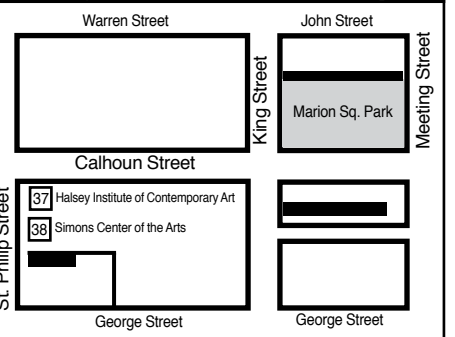 Warren Street
John Street
King Street
Meeting Street
Marion Sq. Park
Calhoun Street
St. Philip Street
37 Halsey Institute of Contemporary Art
38 Simons Center of the Arts
George Street
George Street